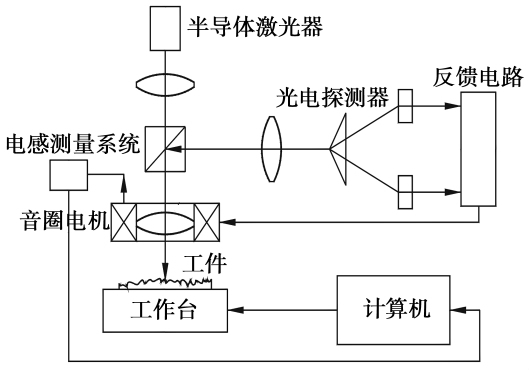 半导体激光器
反馈电路
光电探测器
电感测量系统
音圈电机
工件
工作台
计算机